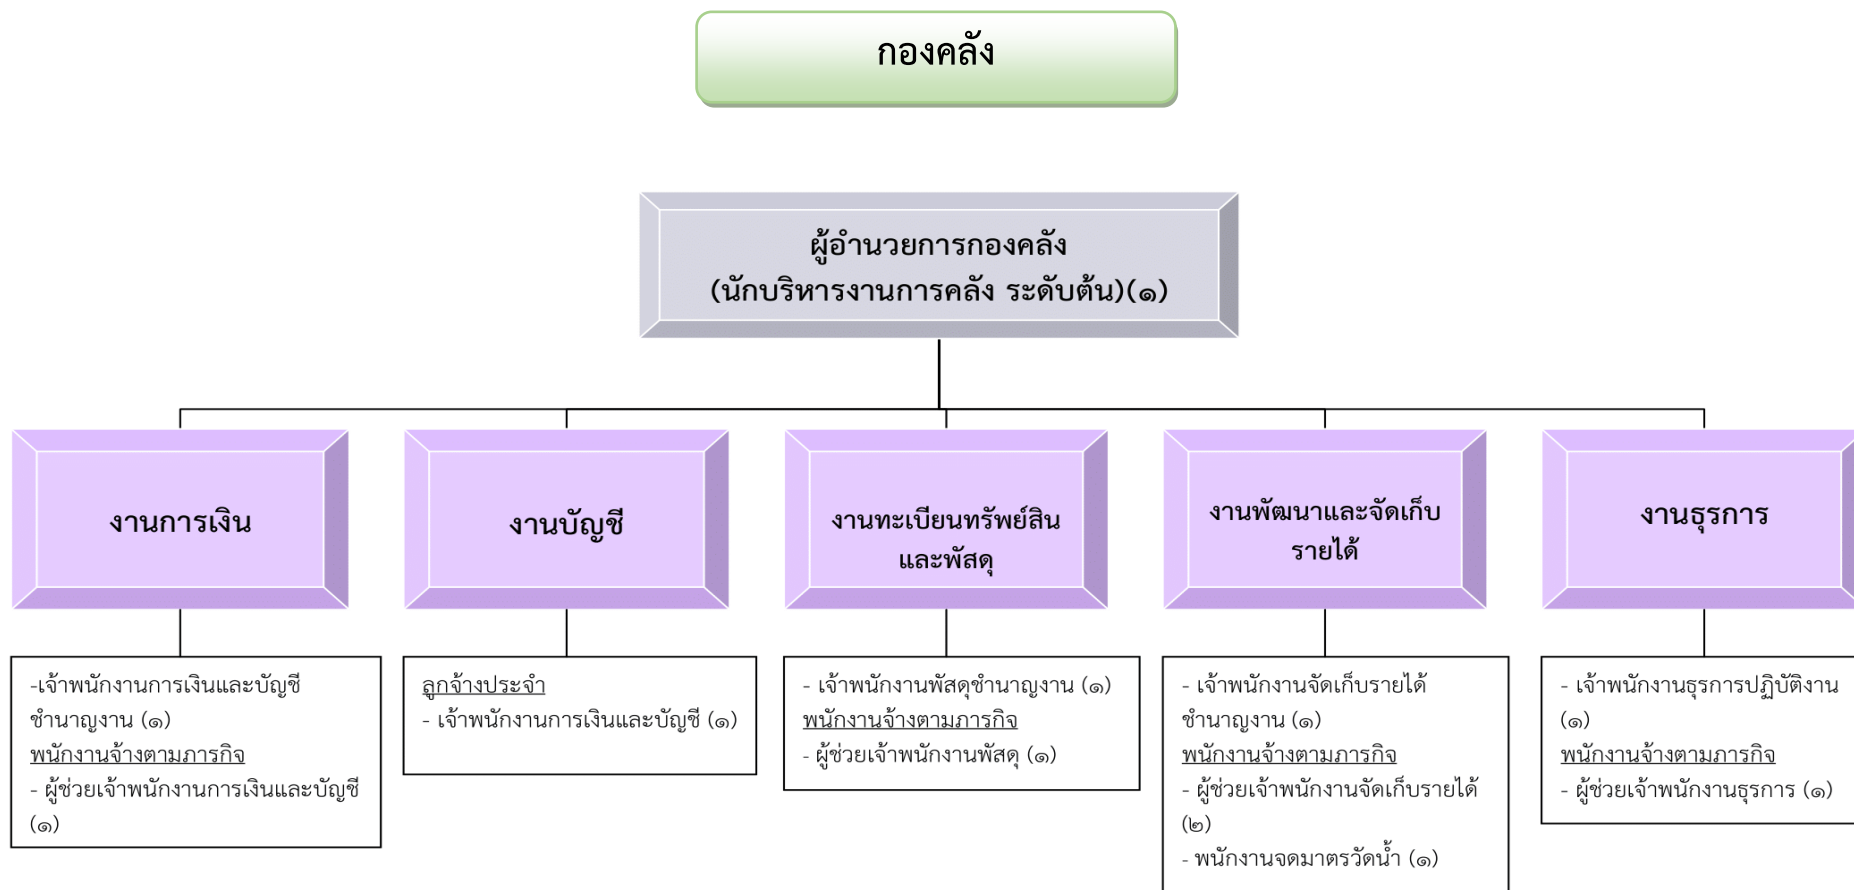 กองคลัง
ผู้อำนวยการกองคลัง
(นักบริหารงานการคลัง ระดับต้น)(๑)
งานการเงิน
งานบัญชี
งานทะเบียนทรัพย์สิน
และพัสดุ
งานพัฒนาและจัดเก็บ
รายได้
งานธุรการ
-เจ้าพนักงานการเงินและบัญชี
ชำนาญงาน (๑)
พนักงานจ้างตามภารกิจ
- ผู้ช่วยเจ้าพนักงานการเงินและบัญชี
(๑)
ลูกจ้างประจำ
- เจ้าพนักงานการเงินและบัญชี (๑)
- เจ้าพนักงานพัสดุชำนาญงาน (๑)
พนักงานจ้างตามภารกิจ
- ผู้ช่วยเจ้าพนักงานพัสดุ (๑)
- เจ้าพนักงานจัดเก็บรายได้
ชำนาญงาน (๑)
พนักงานจ้างตามภารกิจ
- ผู้ช่วยเจ้าพนักงานจัดเก็บรายได้
(๒)
- พนักงานจดมาตรวัดน้ำ (๑)
- เจ้าพนักงานธุรการปฏิบัติงาน
(๑)
พนักงานจ้างตามภารกิจ
- ผู้ช่วยเจ้าพนักงานธุรการ (๑)